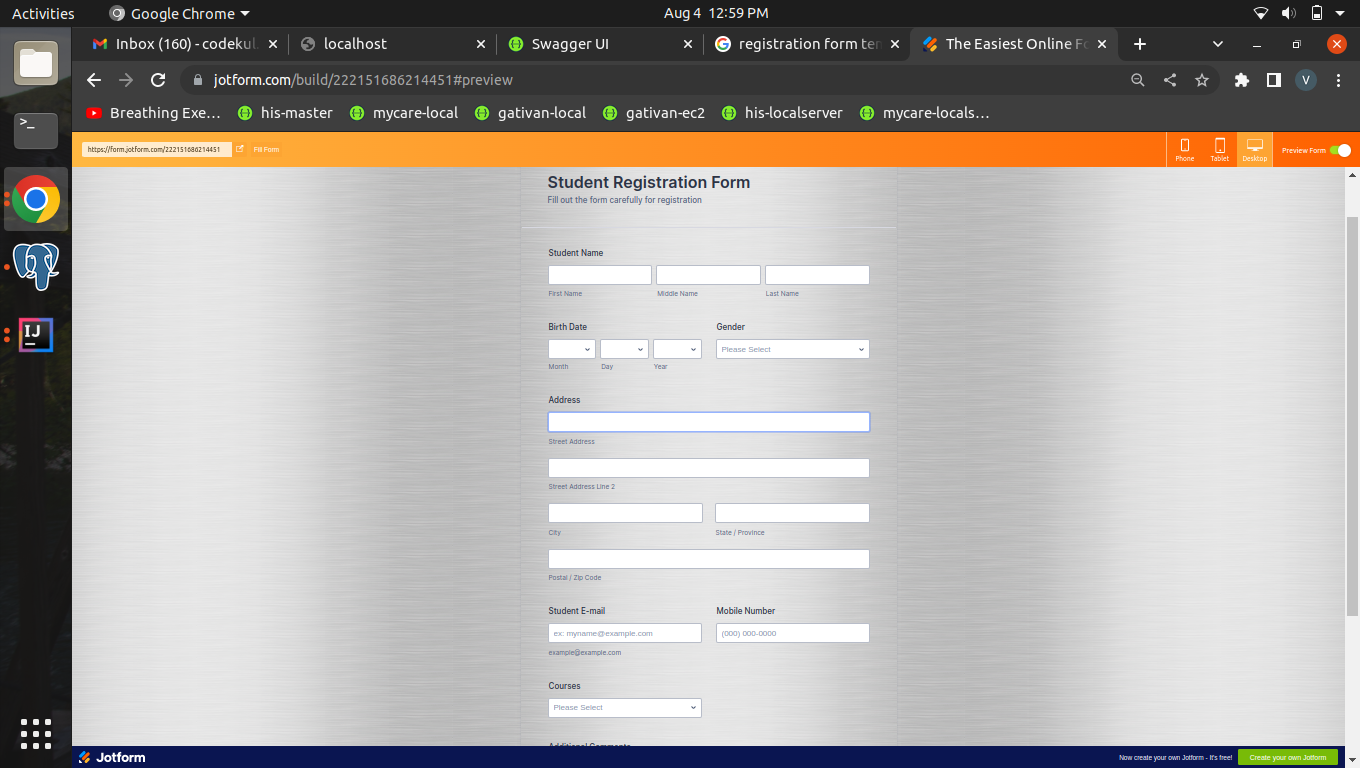 Activities Google Chrome Aug 4 12:59 PM
Inbox (160) - codekul localhost Swagger UI registration form tem The Easiest Online Fo
jotform.com/build/222151686214451#preview V
Breathing Exe... his-master mycare-local gativan-local gativan-ec2 his-localserver mycare-locals...
https://form.jotform.com/222151686214451 Fill Form Phone Tablet Desktop Preview Form
Student Registration Form
Fill out the form carefully for registration
Student Name
First Name Middle Name Last Name
Birth Date Gender
Please Select
Month Day Year
Address
Street Address
Street Address Line 2
City State / Province
Postal / Zip Code
Student E-mail Mobile Number
ex: myname@example.com (000) 000-0000
example@example.com
Courses
Please Select
Additional Comments
Jotform Now create your own Jotform - It's free! Create your own Jotform
>_
IJ